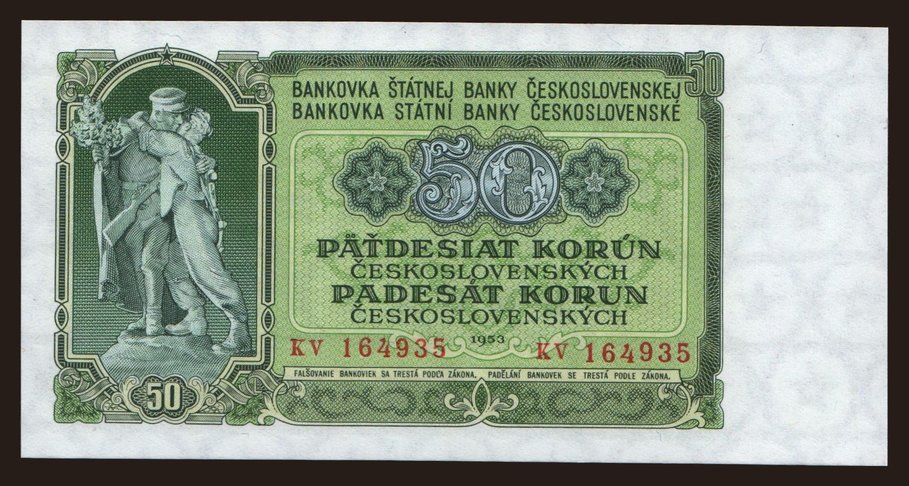 50
BANKOVKA ŠTÁTNEJ BANKY ČESKOSLOVENSKEJ
BANKOVKA STÁTNÍ BANKY ČESKOSLOVENSKÉ
50
PÄŤDESIAT KORÚN
ČESKOSLOVENSKÝCH
PADESÁT KORUN
ČESKOSLOVENSKÝCH
1953
KV 164935 KV 164935
FALŠOVANIE BANKOVIEK SA TRESTÁ PODĽA ZÁKONA. PADĚLÁNÍ BANKOVEK SE TRESTÁ PODLE ZÁKONA.
50